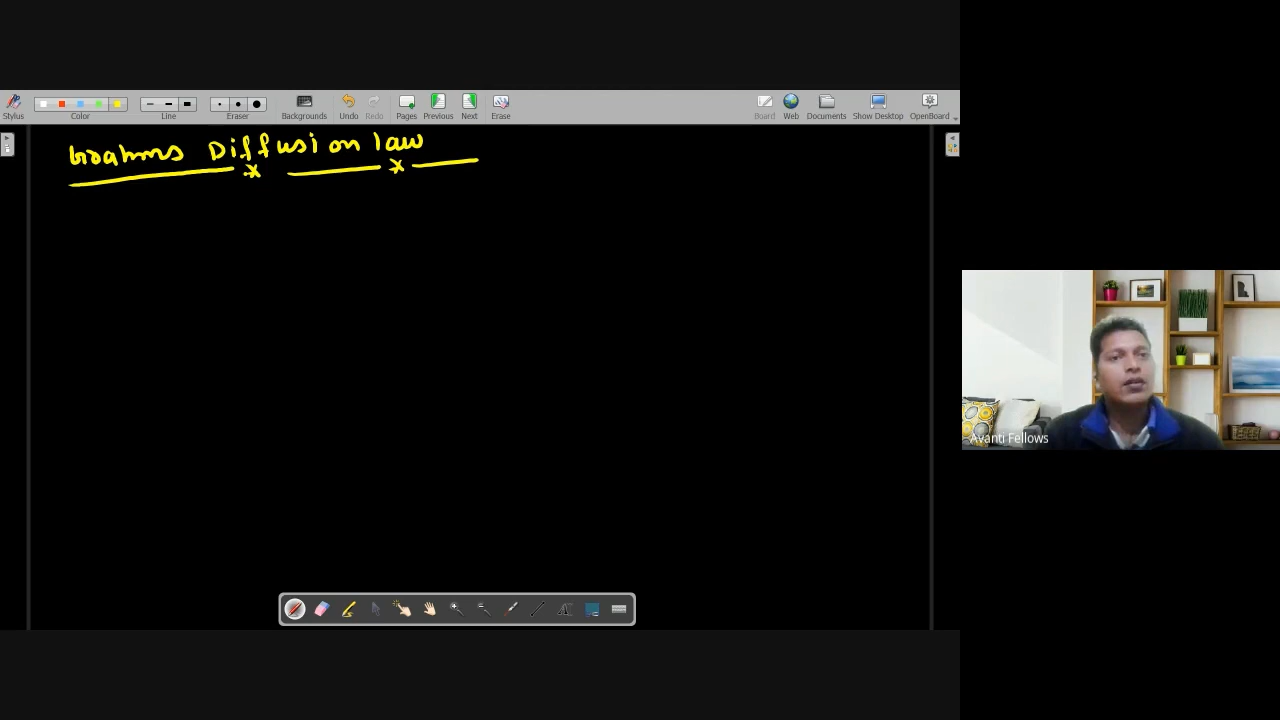 Stylus
Color
Line
Eraser
Backgrounds
Undo
Redo
Pages
Previous
Next
Erase
Board
Web
Documents
Show Desktop
OpenBoard
Grahms Diffusion law
Avanti Fellows